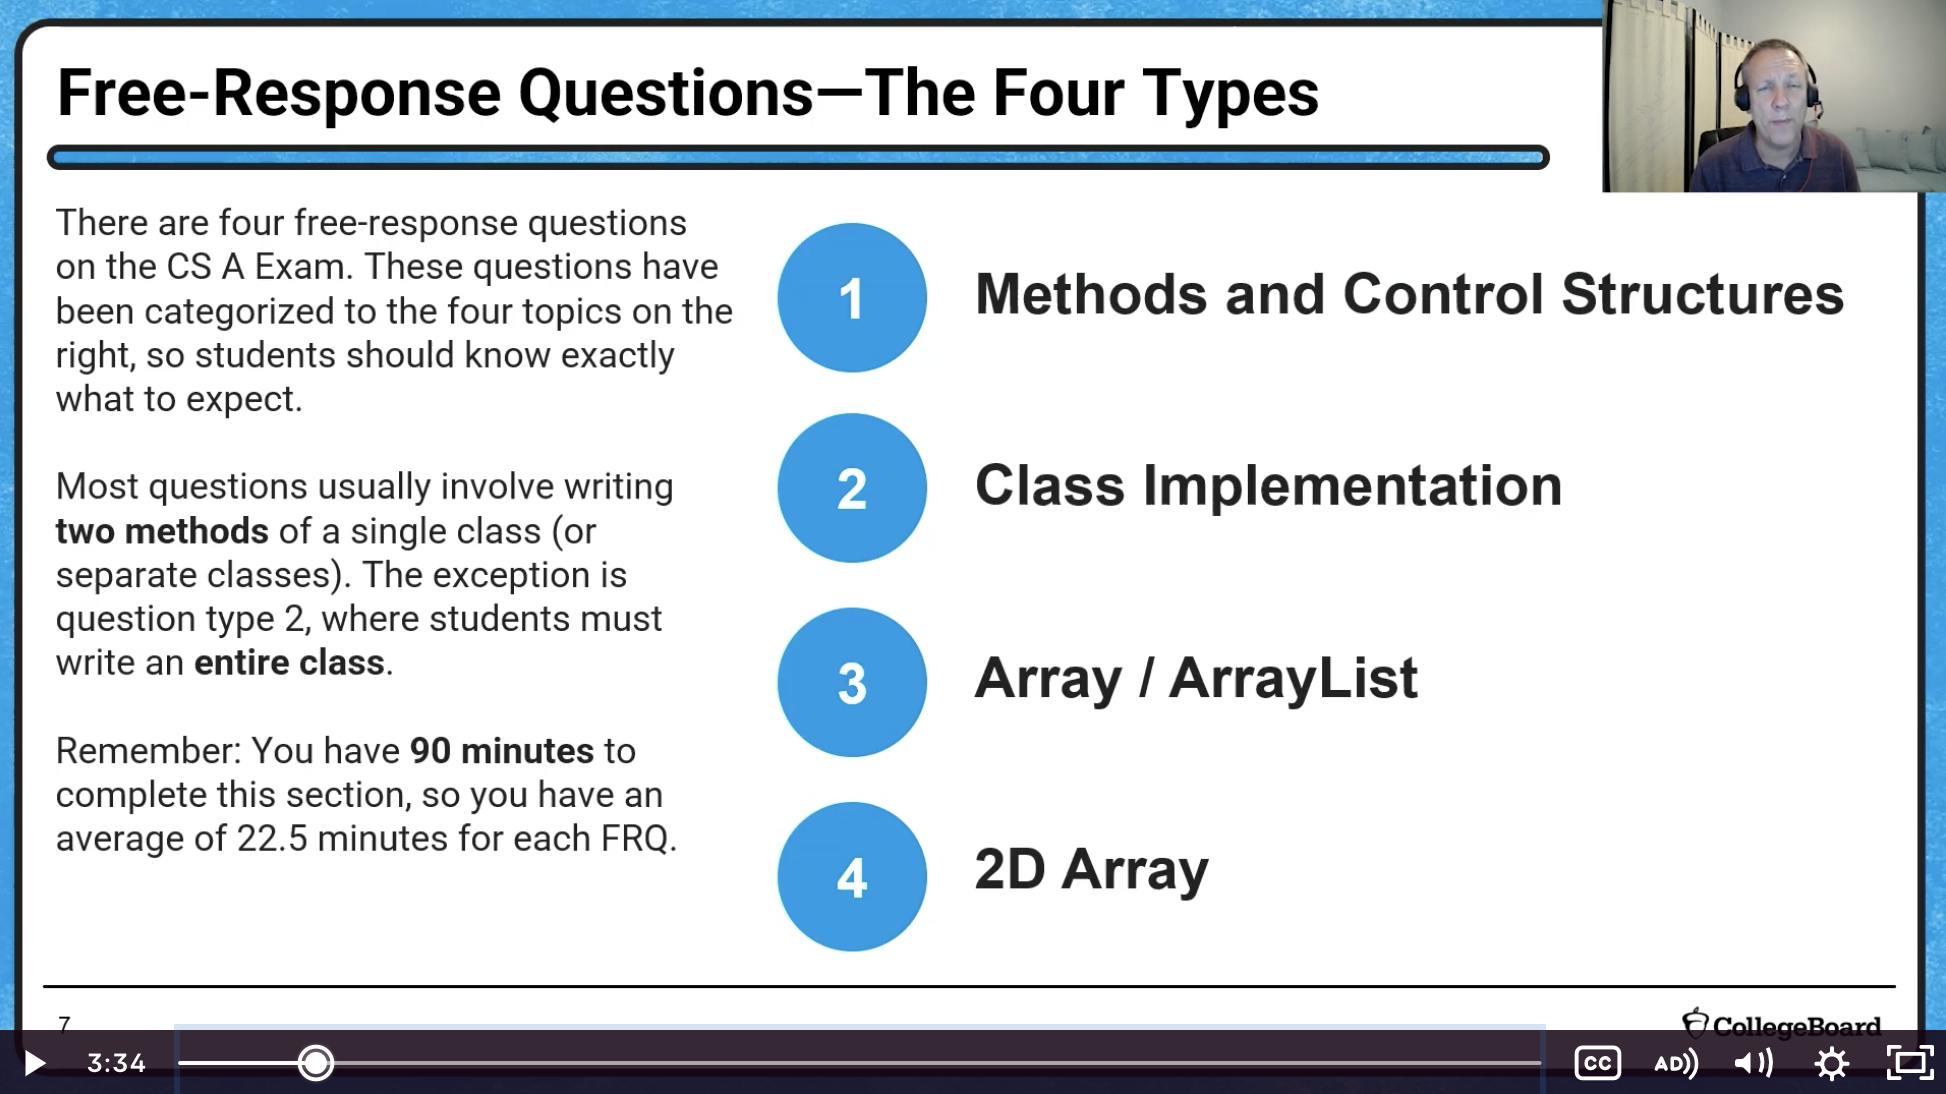 Free-Response Questions—The Four Types
There are four free-response questions
on the CS A Exam. These questions have
been categorized to the four topics on the
right, so students should know exactly
what to expect.
Most questions usually involve writing
two methods of a single class (or
separate classes). The exception is
question type 2, where students must
write an entire class.
Remember: You have 90 minutes to
complete this section, so you have an
average of 22.5 minutes for each FRQ.
1 Methods and Control Structures
2 Class Implementation
3 Array / ArrayList
4 2D Array
7
CollegeBoard
3:34
CC
AD